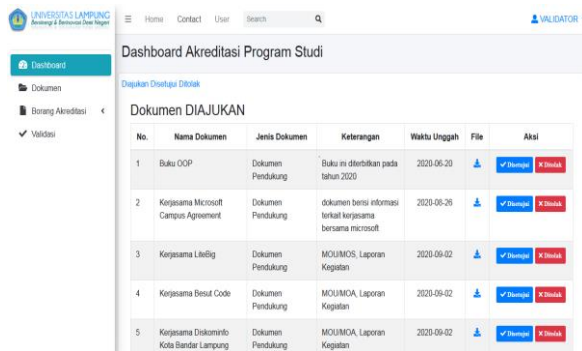 UNIVERSITAS LAMPUNG
Berstrategi & Berinovasi Desa Negeri
Home Contact User Search
VALIDATOR
Dashboard
Dokumen
Borang Akreditasi
Validasi
Dashboard Akreditasi Program Studi
Diajukan Disetujui Ditolak
Dokumen DIAJUKAN
No. Nama Dokumen Jenis Dokumen Keterangan Waktu Unggah File Aksi
1 Buku OOP Dokumen Buku ini diterbitkan pada 2020-06-20 Disetujui Ditolak
Pendukung tahun 2020
2 Kerjasama Microsoft Dokumen dokumen berisi informasi 2020-08-26 Disetujui Ditolak
Campus Agreement Pendukung terkait kerjasama
bersama microsoft
3 Kerjasama LiteBig Dokumen MOU/MOS, Laporan 2020-09-02 Disetujui Ditolak
Pendukung Kegiatan
4 Kerjasama Besut Code Dokumen MOU/MOA, Laporan 2020-09-02 Disetujui Ditolak
Pendukung Kegiatan
5 Kerjasama Diskominfo Dokumen MOU/MOA, Laporan 2020-09-02 Disetujui Ditolak
Kota Bandar Lampung Pendukung Kegiatan